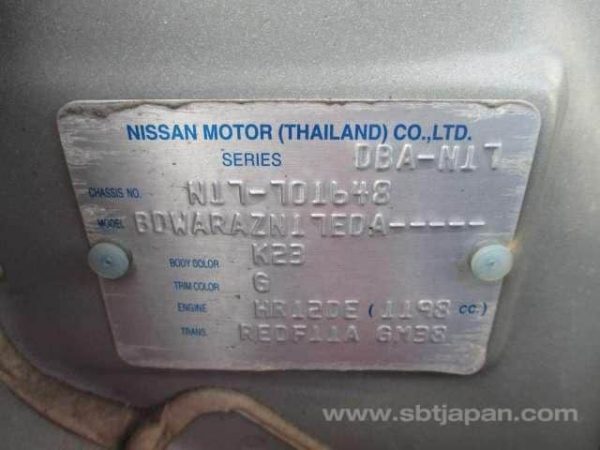 NISSAN MOTOR (THAILAND) CO.,LTD.
SERIES DBA-N17
CHASSIS NO. N17-701648
MODEL BDWARAZN17EDA-----
BODY COLOR K23
TRIM COLOR G
ENGINE HR12DE (1198 cc.)
TRANS. REOF11A GM38
www.sbtjapan.com